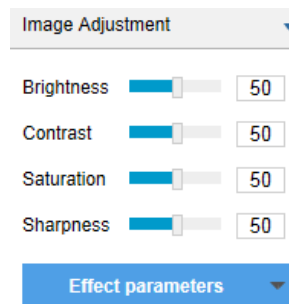 Image Adjustment
Brightness 50
Contrast 50
Saturation 50
Sharpness 50
Effect parameters